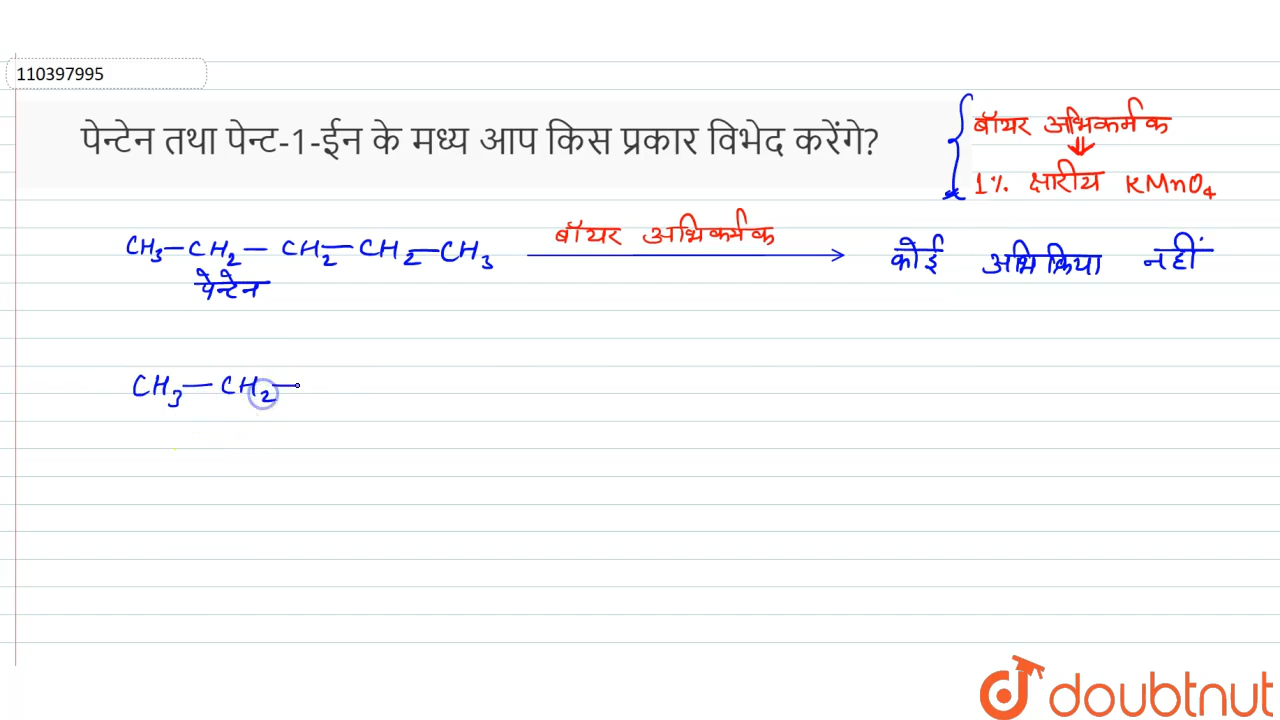 110397995
पेन्टेन तथा पेन्ट-1-ईन के मध्य आप किस प्रकार विभेद करेंगे?
बॉयर अभिकर्मक
⇓
1% क्षारीय KMnO4
CH3—CH2—CH2—CH2—CH3
बॉयर अभिकर्मक
कोई अभिक्रिया नहीं
पेन्टेन
CH3—CH2—
doubtnut